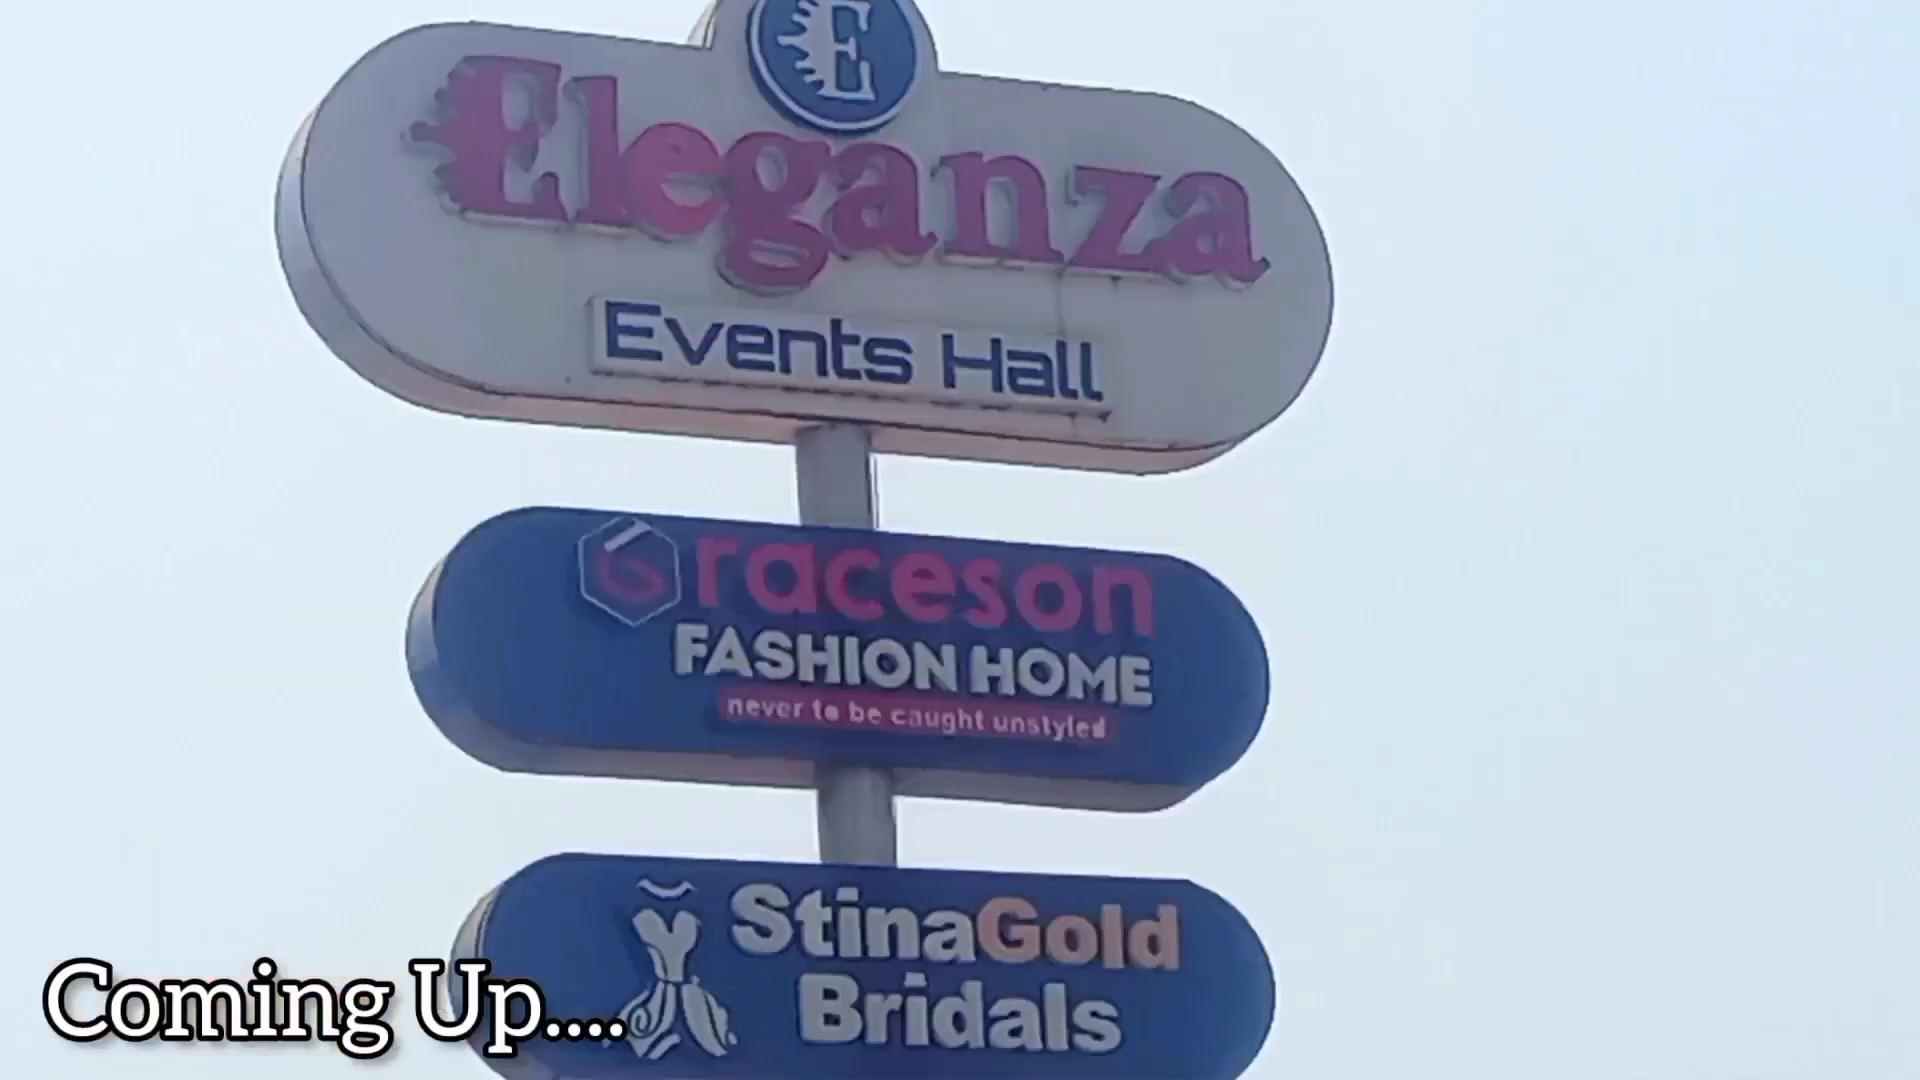 E
Eleganza
Events Hall
Graceson
FASHION HOME
never to be caught unstyled
StinaGold
Bridals
Coming Up....